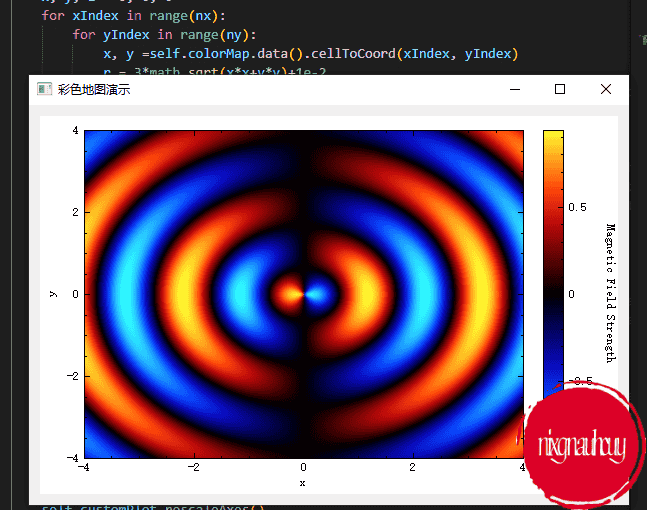 for xIndex in range(nx):
for yIndex in range(ny):
x, y =self.colorMap.data().cellToCoord(xIndex, yIndex)
r = 3*math.sqrt(x*x+y*y)+1e-2
彩色地图演示
4
2
0
−2
−4
y
−4
−2
0
2
4
x
0.5
0
−0.5
Magnetic Field Strength
nixgnauhcuy
self.customPlot.rescaleAxes()